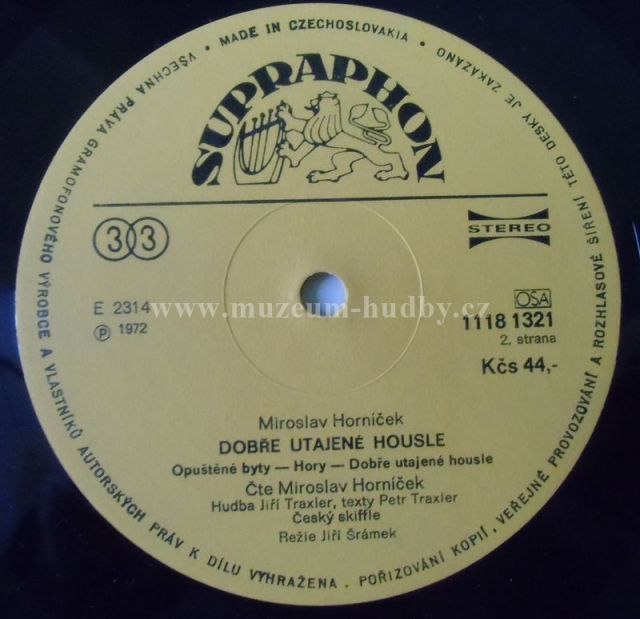 VŠECHNA PRÁVA GRAMOFONOVÉHO VÝROBCE A VLASTNÍKŮ AUTORSKÝCH PRÁV K DÍLU VYHRAŽENA . POŘIZOVÁNÍ KOPIÍ, VEŘEJNÉ PROVOZOVÁNÍ A ROZHLASOVÉ ŠÍŘENÍ TÉTO DESKY JE ZAKÁZÁNO
• MADE IN CZECHOSLOVAKIA •
SUPRAPHON
33
STEREO
E 2314
℗ 1972
www.muzeum-hudby.cz
OSA
1118 1321
2. strana
Kčs 44,-
Miroslav Horníček
DOBŘE UTAJENÉ HOUSLE
Opuštěné byty — Hory — Dobře utajené housle
Čte Miroslav Horníček
Hudba Jiří Traxler, texty Petr Traxler
Český skiffle
Režie Jiří Šrámek